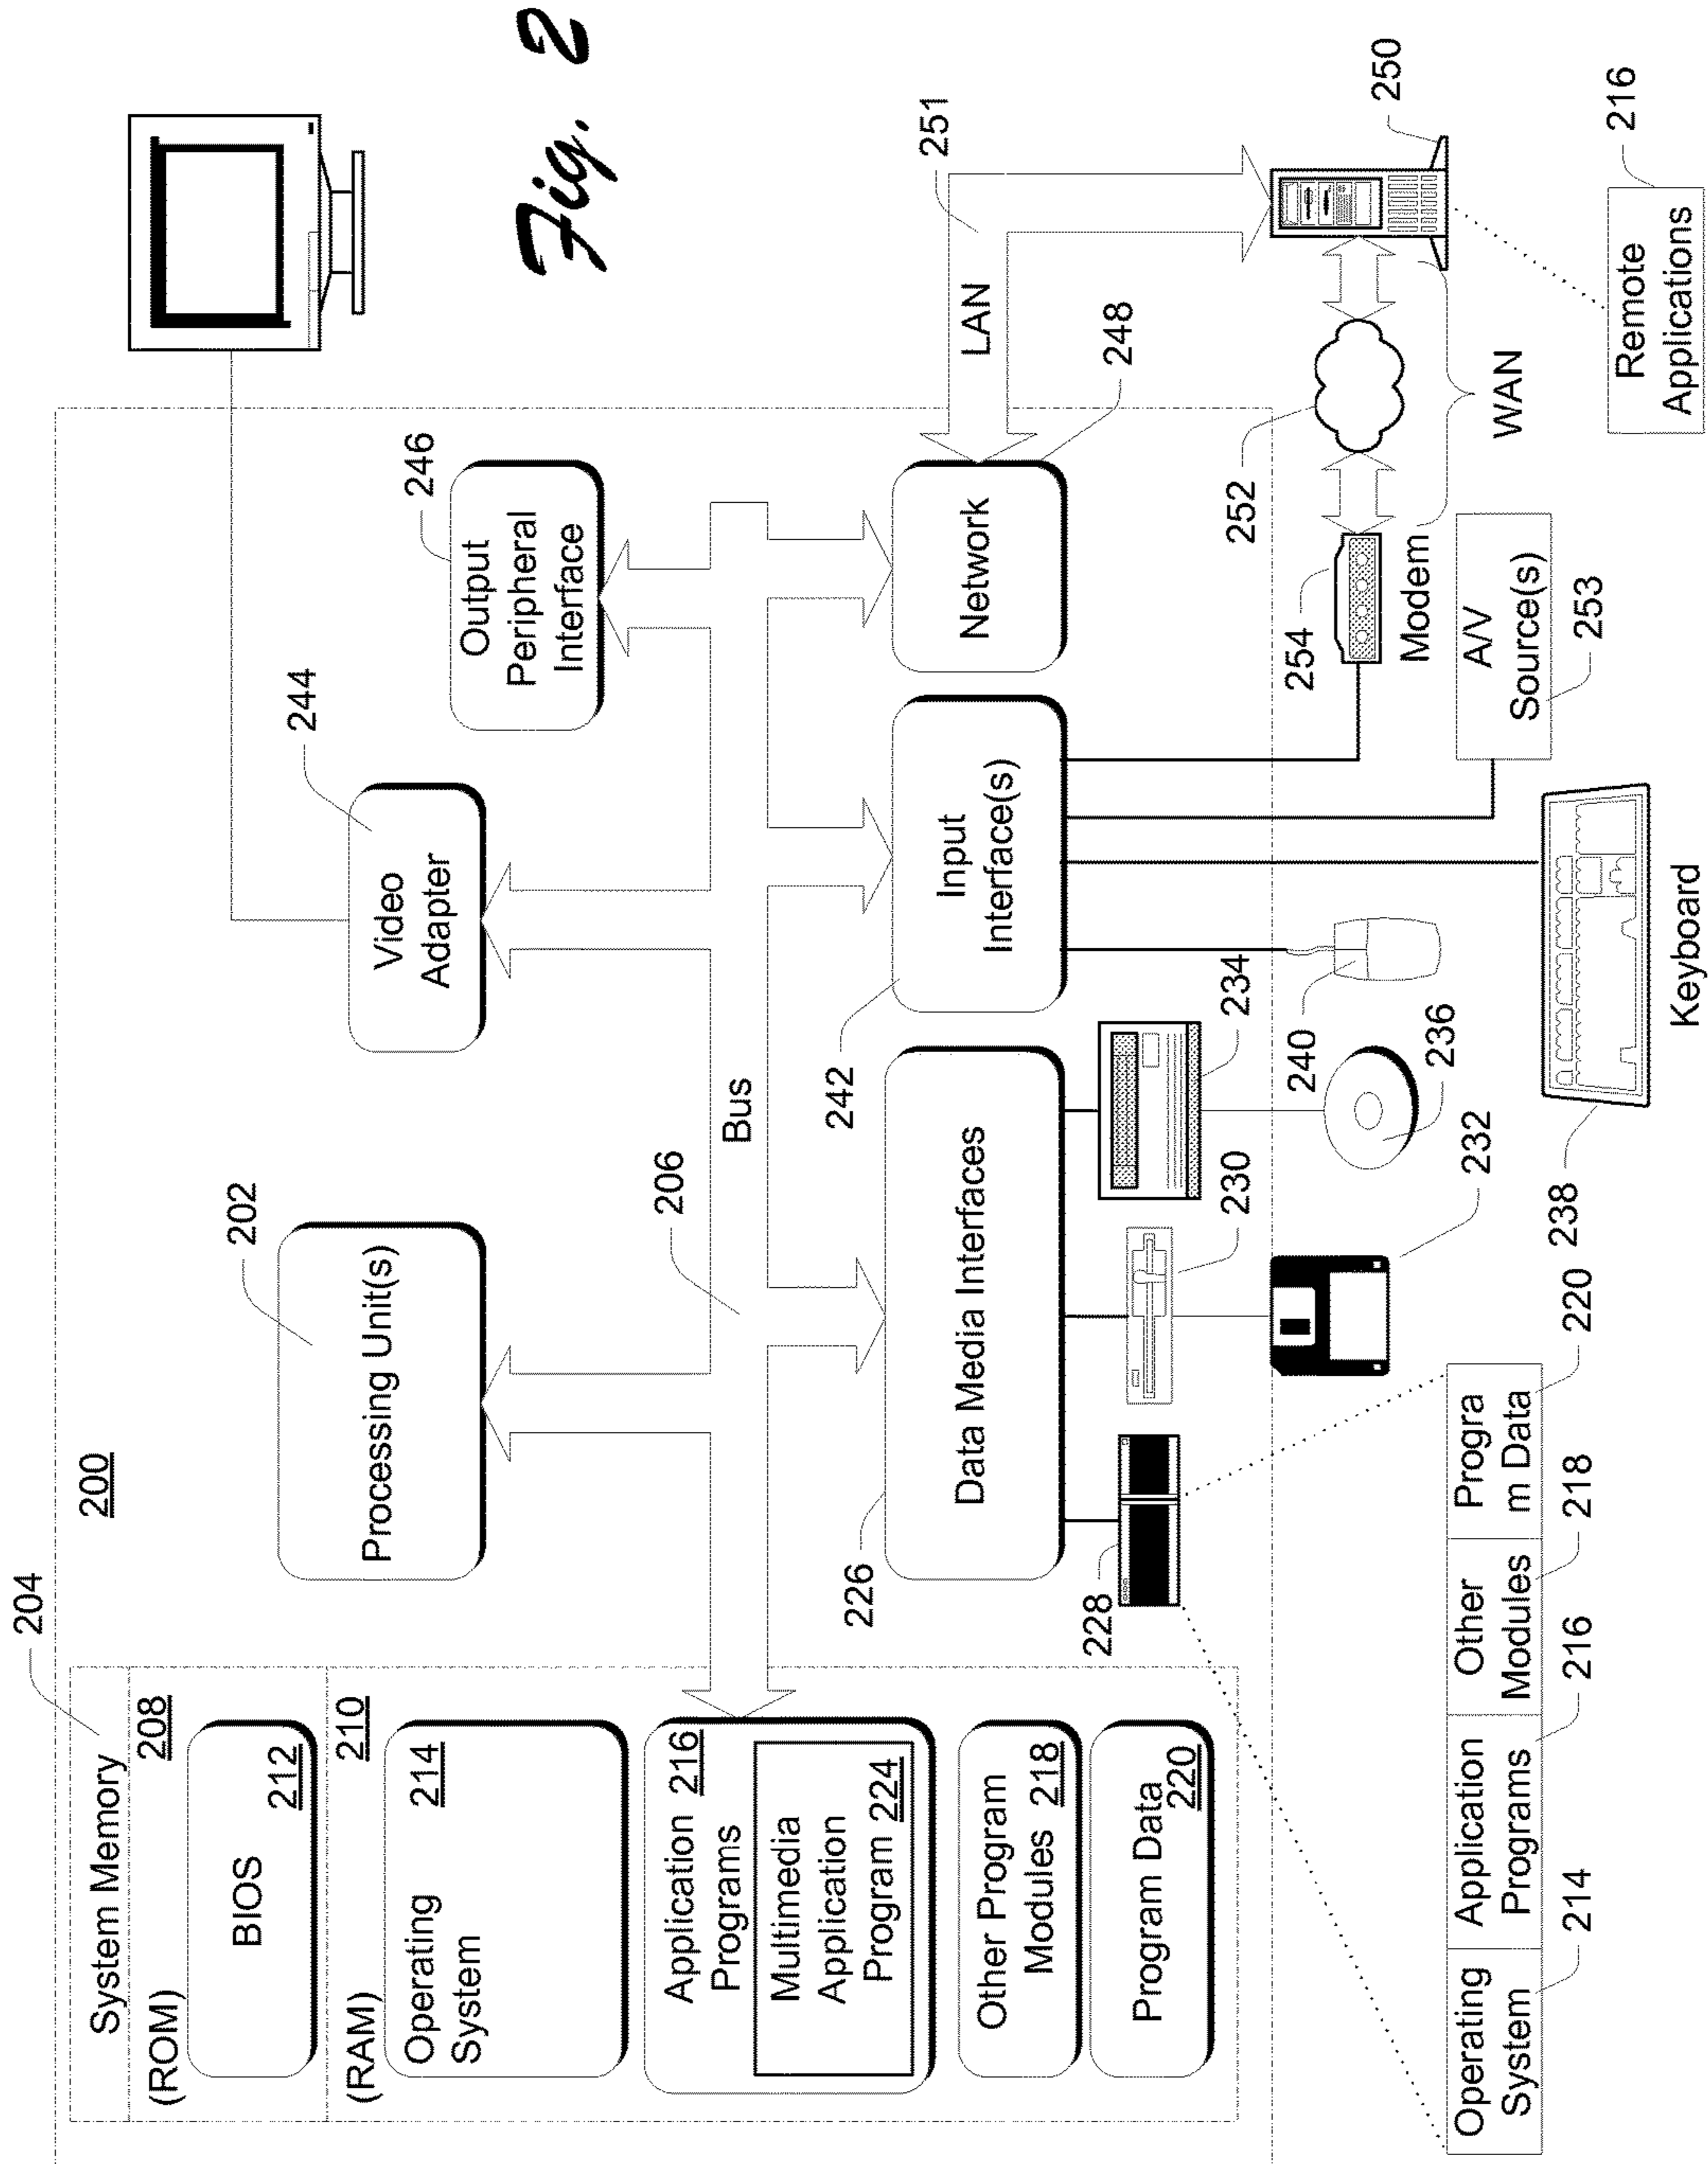 200
204
System Memory
(ROM) 208
BIOS
212
(RAM) 210
Operating 214
System
Application 216
Programs
Multimedia
Application
Program 224
Other Program
Modules 218
Program Data
220
202
Processing Unit(s)
244
Video
Adapter
246
Output
Peripheral
Interface
Fig. 2
206
Bus
226
Data Media Interfaces
242
Input
Interface(s)
Network
248
LAN
251
228
230
234
240
236
232
238
Keyboard
254
Modem
252
WAN
250
A/V
Source(s)
253
Remote
Applications
216
Operating
System
Application
Programs
Other
Modules
Progra
m Data
214
216
218
220